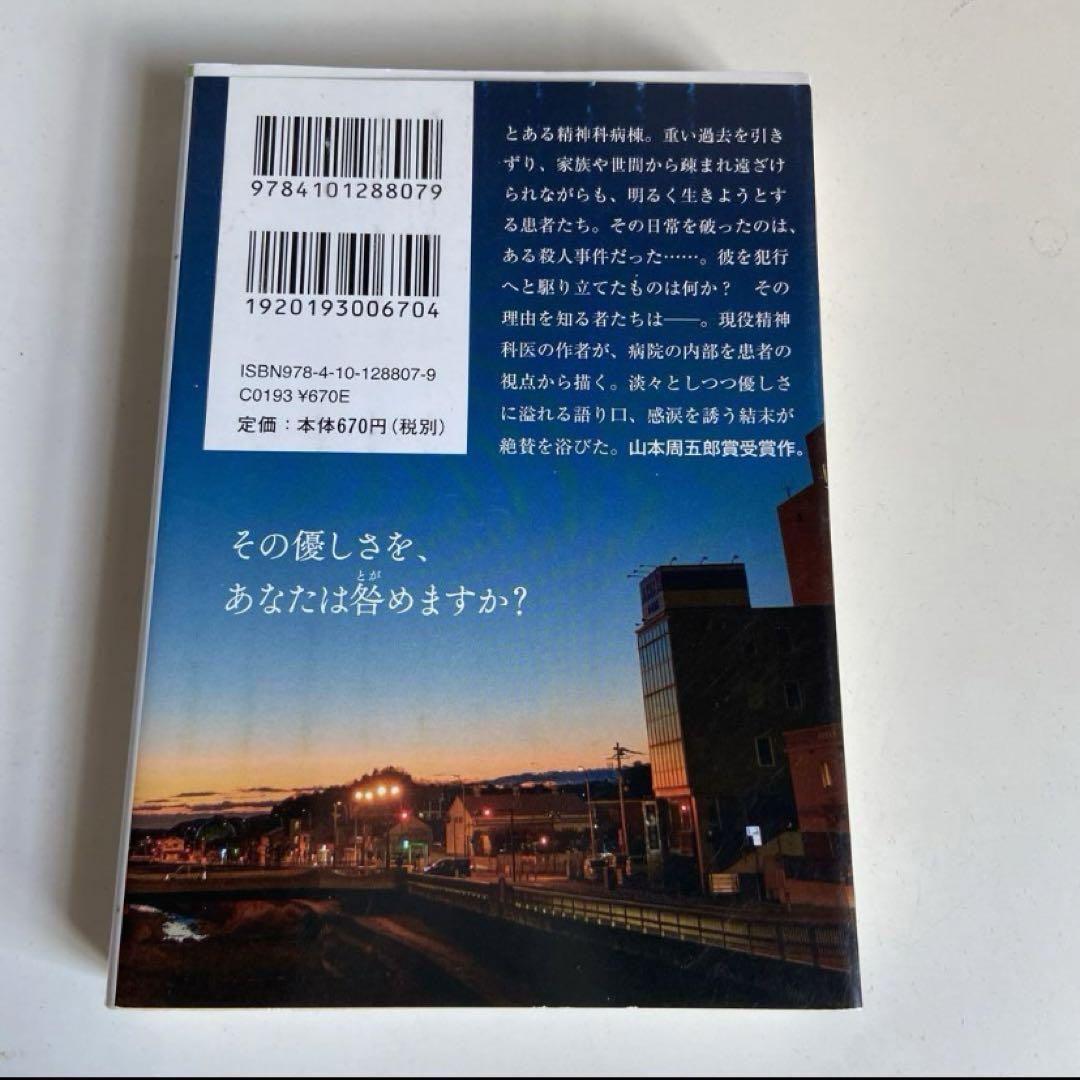 9784101288079
1920193006704
ISBN978-4-10-128807-9
C0193 ¥670E
定価：本体670円(税別)
とある精神科病棟。重い過去を引き
ずり、家族や世間から疎まれ遠ざけ
られながらも、明るく生きようとす
る患者たち。その日常を破ったのは、
ある殺人事件だった……。彼を犯行
へと駆り立てたものは何か？　その
理由を知る者たちは――。現役精神
科医の作者が、病院の内部を患者の
視点から描く。淡々としつつ優しさ
に溢れる語り口、感涙を誘う結末が
絶賛を浴びた。山本周五郎賞受賞作。
その優しさを、
あなたは咎めますか？
とが